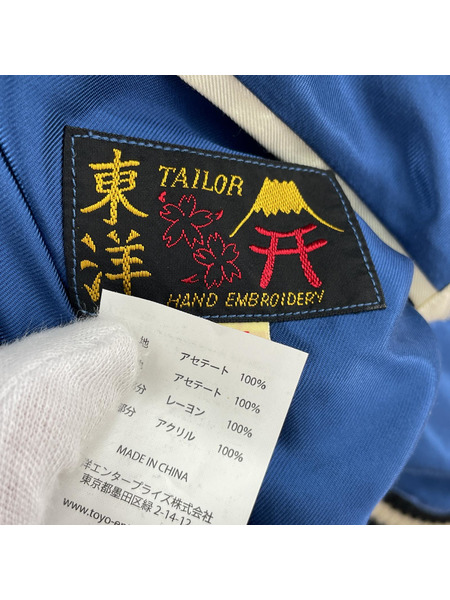 東洋
TAILOR
HAND EMBROIDERY
地 アセテート 100%
アセテート 100%
部分 レーヨン 100%
部分 アクリル 100%
MADE IN CHINA
洋エンタープライズ株式会社
東京都墨田区緑 2-14-12
www.toyo-en